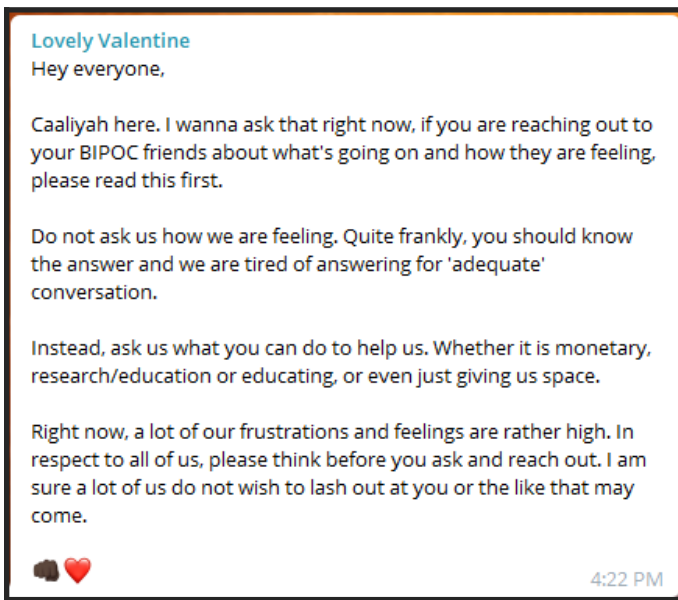 Lovely Valentine
Hey everyone,
Caaliyah here. I wanna ask that right now, if you are reaching out to
your BIPOC friends about what's going on and how they are feeling,
please read this first.
Do not ask us how we are feeling. Quite frankly, you should know
the answer and we are tired of answering for 'adequate'
conversation.
Instead, ask us what you can do to help us. Whether it is monetary,
research/education or educating, or even just giving us space.
Right now, a lot of our frustrations and feelings are rather high. In
respect to all of us, please think before you ask and reach out. I am
sure a lot of us do not wish to lash out at you or the like that may
come.
👊🏿❤️
4:22 PM